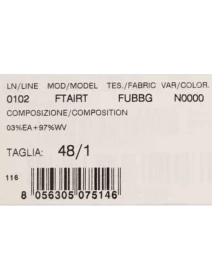 LN/LINE MOD/MODEL TES./FABRIC VAR/COLOR.
0102 FTAIRT FUBBG N0000
COMPOSIZIONE/COMPOSITION
03%EA+97%WV
TAGLIA: 48/1
116
8 056305 075146